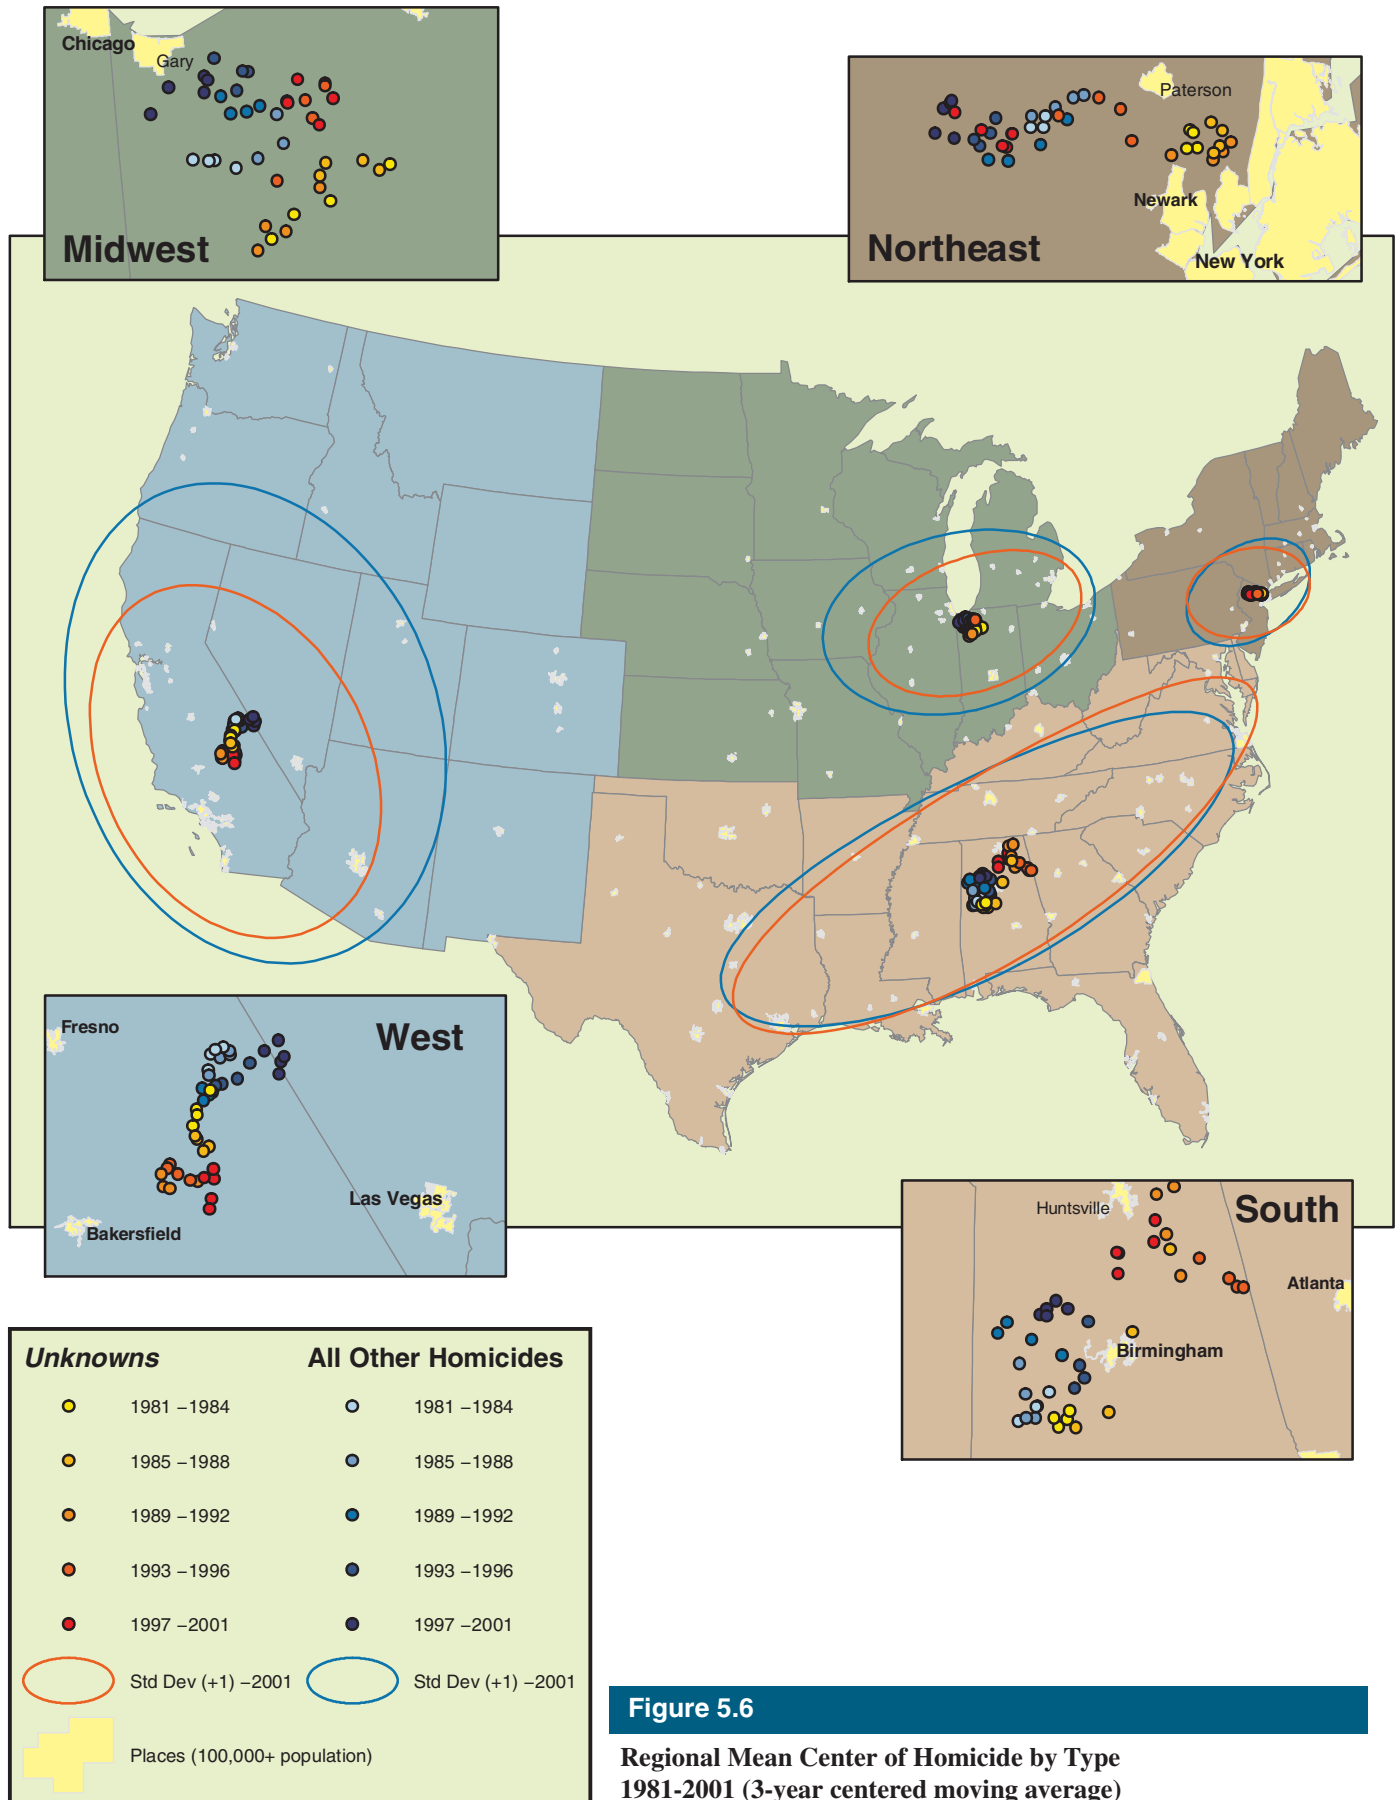 Chicago
Gary
Midwest
Paterson
Newark
Northeast
New York
Fresno
West
Las Vegas
Bakersfield
Huntsville
South
Atlanta
Birmingham
Unknowns
All Other Homicides
1981 –1984
1981 –1984
1985 –1988
1985 –1988
1989 –1992
1989 –1992
1993 –1996
1993 –1996
1997 –2001
1997 –2001
Std Dev (+1) –2001
Std Dev (+1) –2001
Places (100,000+ population)
Figure 5.6
Regional Mean Center of Homicide by Type
1981-2001 (3-year centered moving average)